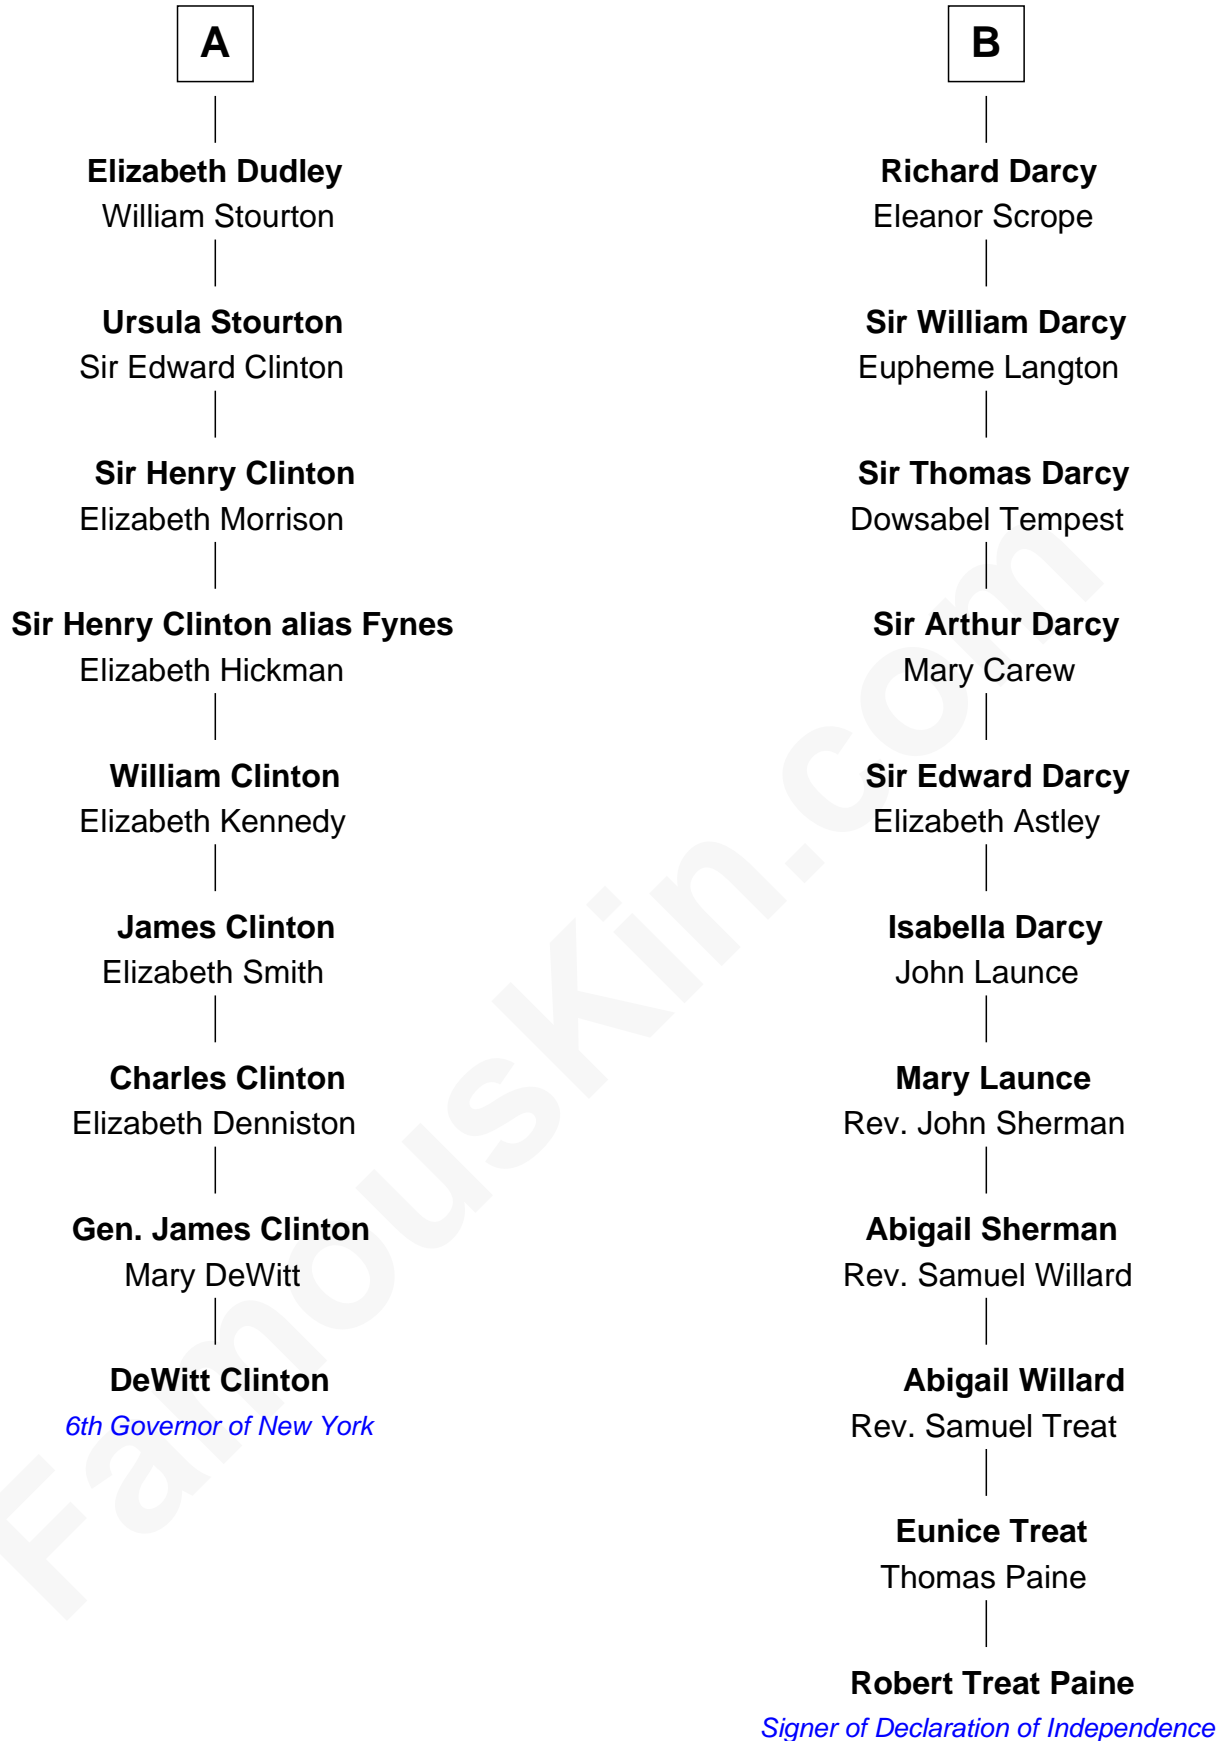 A
Elizabeth Dudley
William Stourton
Ursula Stourton
Sir Edward Clinton
Sir Henry Clinton
Elizabeth Morrison
Sir Henry Clinton alias Fynes
Elizabeth Hickman
William Clinton
Elizabeth Kennedy
James Clinton
Elizabeth Smith
Charles Clinton
Elizabeth Denniston
Gen. James Clinton
Mary DeWitt
DeWitt Clinton
6th Governor of New York
B
Richard Darcy
Eleanor Scrope
Sir William Darcy
Eupheme Langton
Sir Thomas Darcy
Dowsabel Tempest
Sir Arthur Darcy
Mary Carew
Sir Edward Darcy
Elizabeth Astley
Isabella Darcy
John Launce
Mary Launce
Rev. John Sherman
Abigail Sherman
Rev. Samuel Willard
Abigail Willard
Rev. Samuel Treat
Eunice Treat
Thomas Paine
Robert Treat Paine
Signer of Declaration of Independence
FamousKin.com